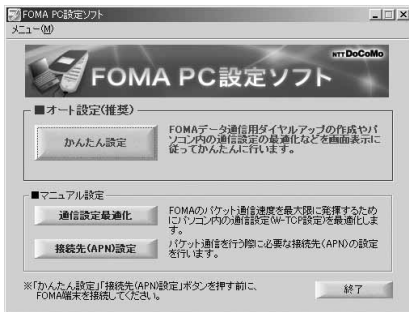 FOMA PC設定ソフト
メニュー(M)
NTT DoCoMo
FOMA PC設定ソフト
■オート設定(推奨)
かんたん設定
FOMAデータ通信用ダイヤルアップの作成やパ
ソコン内の通信設定の最適化などを画面表示に
従ってかんたんに行います。
■マニュアル設定
通信設定最適化
FOMAのパケット通信速度を最大限に発揮するため
にパソコン内の通信設定(W-TCP設定)を最適化しま
す。
接続先(APN)設定
パケット通信を行う際に必要な接続先(APN)の設定
を行います。
※「かんたん設定」「接続先(APN)設定」ボタンを押す前に、
FOMA端末を接続してください。
終了